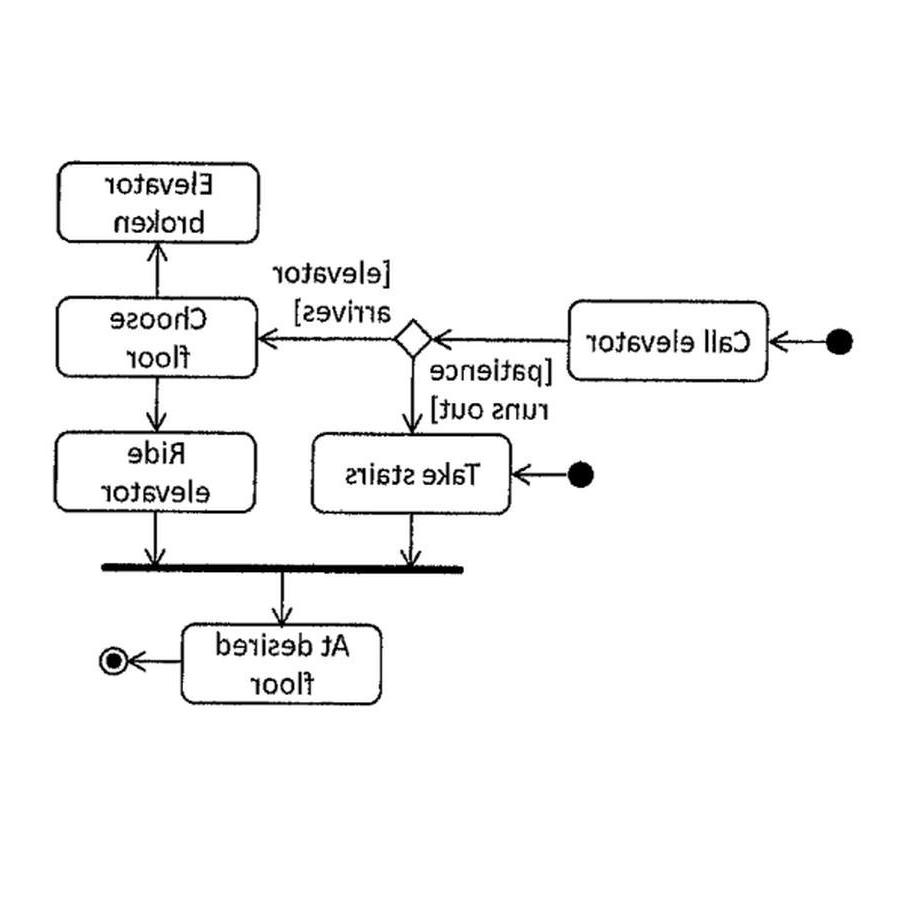 Elevator
broken
[elevator
arrives]
Choose
floor
Call elevator
[patience
runs out]
Ride
elevator
Take stairs
At desired
floor